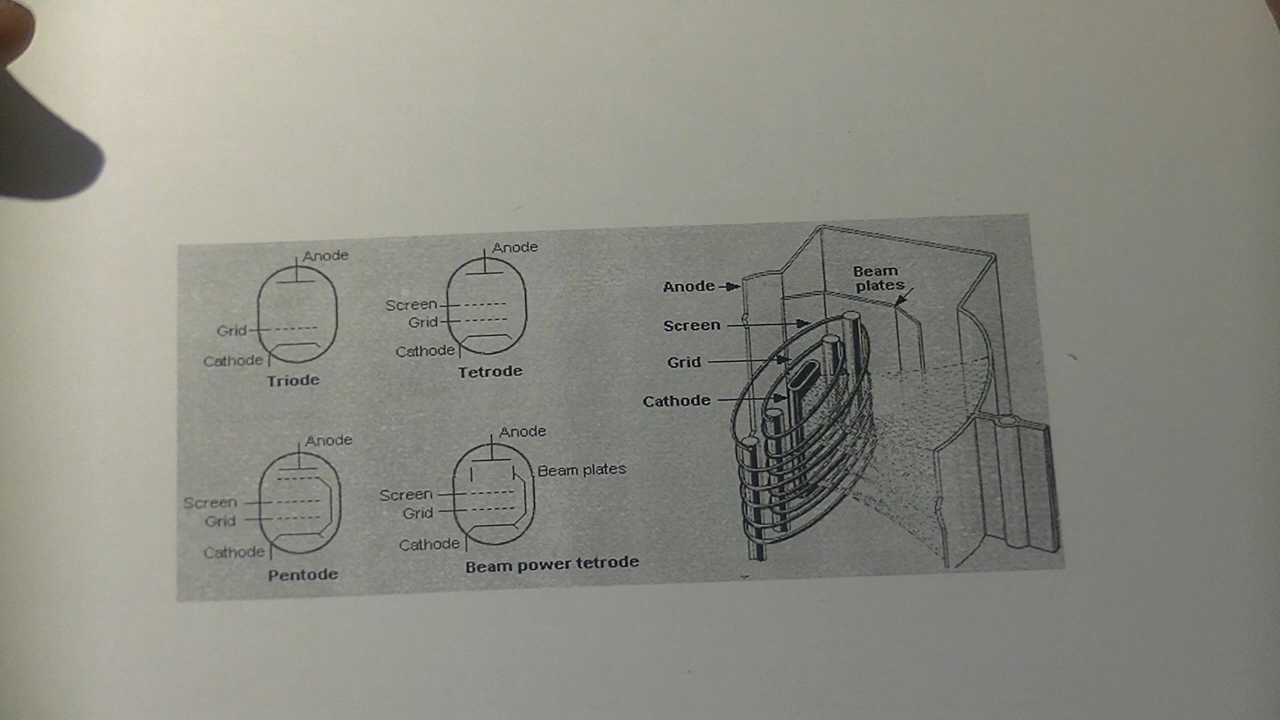 Anode
Grid
Cathode
Triode
Anode
Screen
Grid
Cathode
Tetrode
Anode
Screen
Grid
Cathode
Pentode
Anode
Beam plates
Screen
Grid
Cathode
Beam power tetrode
Anode
Beam
plates
Screen
Grid
Cathode